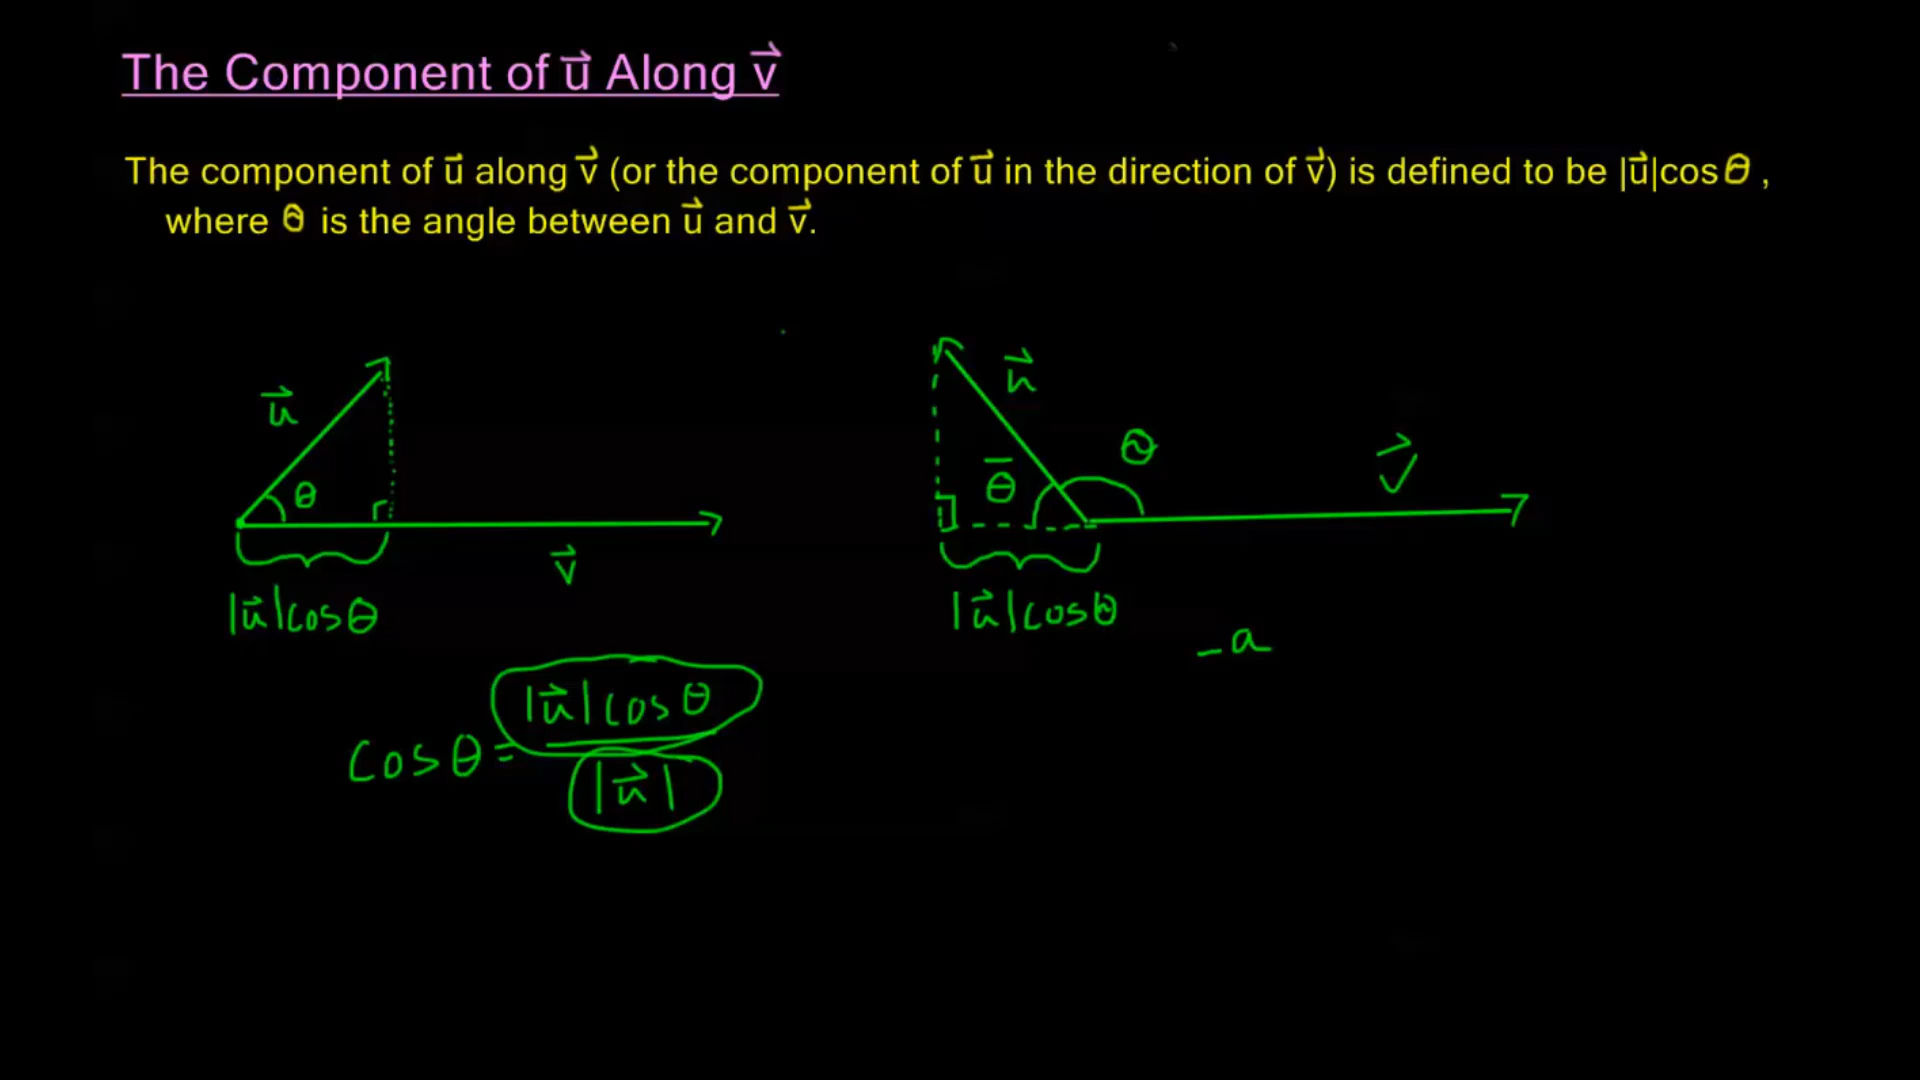 The Component of u⃗ Along v⃗
The component of u⃗ along v⃗ (or the component of u⃗ in the direction of v⃗) is defined to be |u⃗|cosθ ,
where θ is the angle between u⃗ and v⃗.
u⃗
θ
v⃗
|u⃗|cosθ
cosθ = |u⃗|cosθ
|u⃗|
u⃗
θ
θ̅
v⃗
|u⃗|cosθ
-a